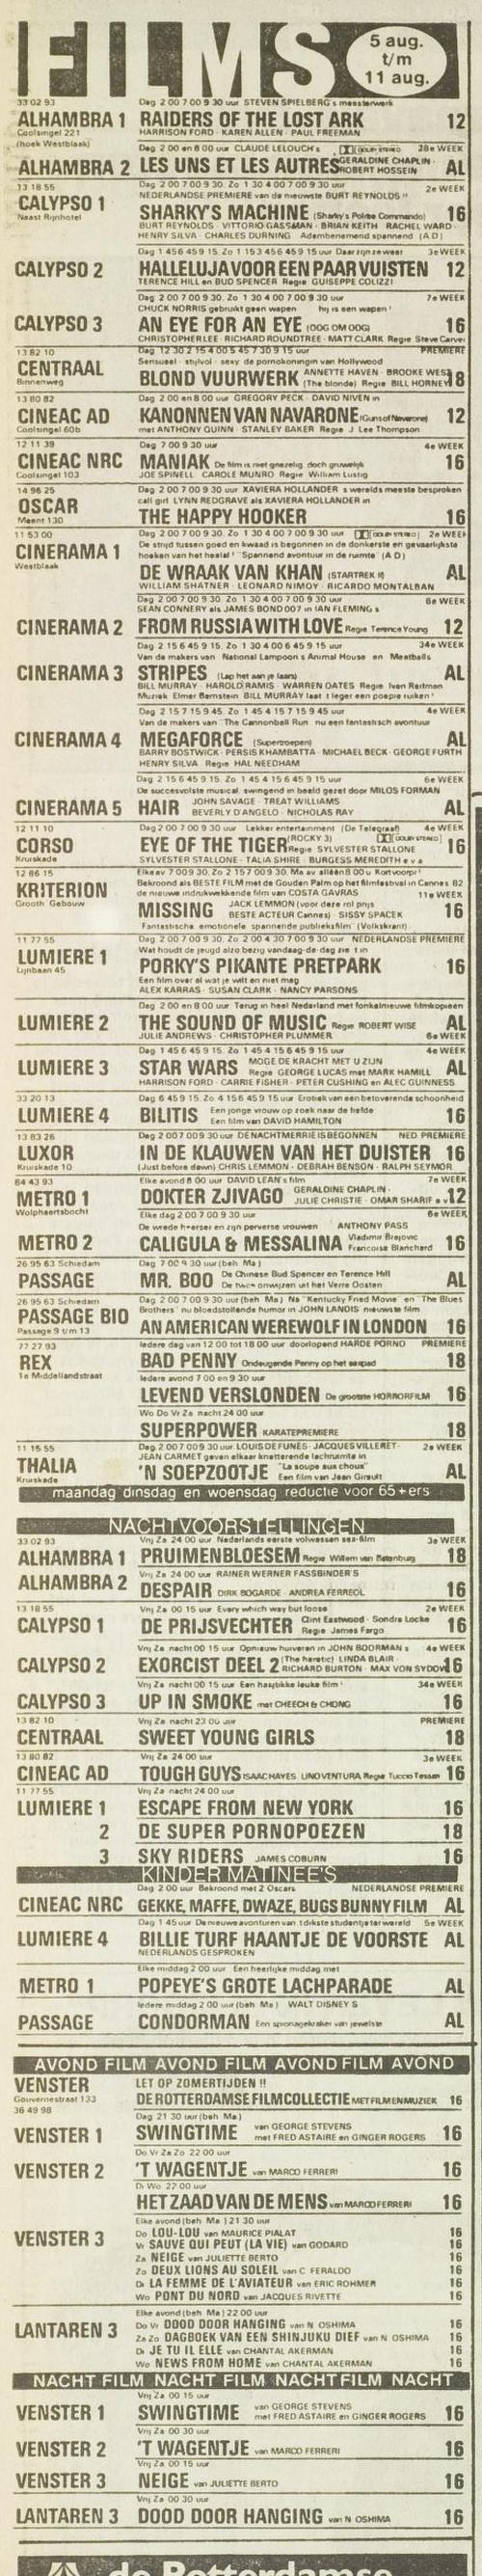 FILMS
5 aug.
t/m
11 aug.
33 02 93 Dag 2 00 7 00 9 30 uur STEVEN SPIELBERG s meesterwerk
ALHAMBRA 1 RAIDERS OF THE LOST ARK 12
Coolsingel 221 HARRISON FORD · KAREN ALLEN · PAUL FREEMAN
(hoek Westblaak) Dag 2 00 en 8 00 uur CLAUDE LELOUCH s DOLBY STEREO 28e WEEK
ALHAMBRA 2 LES UNS ET LES AUTRES GERALDINE CHAPLIN · ROBERT HOSSEIN AL
13 18 55 Dag 2 00 7 00 9 30. Zo 1 30 4 00 7 00 9 30 uur 2e WEEK
NEDERLANDSE PREMIERE van de nieuwste BURT REYNOLDS !!
CALYPSO 1 SHARKY'S MACHINE (Sharky's Politie Commando) 16
Naast Rijnhotel BURT REYNOLDS · VITTORIO GASSMAN · BRIAN KEITH RACHEL WARD ·
HENRY SILVA · CHARLES DURNING Adembenemend spannend (A D)
Dag 1 45 6 45 9 15. Zo 1 15 3 45 6 45 9 15 uur Daar zijn ze weer 3e WEEK
CALYPSO 2 HALLELUJA VOOR EEN PAAR VUISTEN 12
TERENCE HILL en BUD SPENCER Regie GUISEPPE COLIZZI
Dag 2 00 7 00 9 30. Zo 1 30 4 00 7 00 9 30 uur 7e WEEK
CHUCK NORRIS gebruikt geen wapen hij is een wapen !
CALYPSO 3 AN EYE FOR AN EYE (OOG OM OOG) 16
CHRISTOPHER LEE · RICHARD ROUNDTREE · MATT CLARK Regie Steve Carver
13 82 10 Dag 12 30 2 15 4 00 5 45 7 30 9 15 uur PREMIERE
CENTRAAL Sensueel · stijlvol · sexy de pornokoningin van Hollywood
Binnenweg BLOND VUURWERK ANNETTE HAVEN · BROOKE WEST (The blonde) Regie BILL HORNEY 18
13 80 82 Dag 2 00 en 8 00 uur GREGORY PECK · DAVID NIVEN in
CINEAC AD KANONNEN VAN NAVARONE (Guns of Navarone) 12
Coolsingel 60b met ANTHONY QUINN · STANLEY BAKER Regie J Lee Thompson
12 11 39 Dag 7 00 9 30 uur 4e WEEK
CINEAC NRC MANIAK De film is niet griezelig doch gruwelijk 16
Coolsingel 103 JOE SPINELL CAROLE MUNRO Regie William Lustig
14 96 25 Dag 2 00 7 00 9 30 uur XAVIERA HOLLANDER s werelds meeste besproken
OSCAR call girl LYNN REDGRAVE als XAVIERA HOLLANDER in
Meent 130 THE HAPPY HOOKER 16
11 53 00 Dag 2 00 7 00 9 30. Zo 1 30 4 00 7 00 9 30 uur DOLBY STEREO 2e WEEK
CINERAMA 1 De strijd tussen goed en kwaad is begonnen in de donkerste en gevaarlijkste
Westblaak hoeken van het heelal ! "Spannend avontuur in de ruimte" (A D)
DE WRAAK VAN KHAN (STARTREK II) AL
WILLIAM SHATNER · LEONARD NIMOY · RICARDO MONTALBAN
Dag 2 00 7 00 9 30. Zo 1 30 4 00 7 00 9 30 uur 6e WEEK
SEAN CONNERY als JAMES BOND 007 in IAN FLEMING s
CINERAMA 2 FROM RUSSIA WITH LOVE Regie Terence Young 12
Dag 2 15 6 45 9 15. Zo 1 30 4 00 6 45 9 15 uur 34e WEEK
Van de makers van National Lampoon s Animal House en Meatballs
CINERAMA 3 STRIPES (Lap het aan je laars) AL
BILL MURRAY · HAROLD RAMIS · WARREN OATES Regie Ivan Reitman
Muziek Elmer Bernstein BILL MURRAY laat t leger een poepie ruiken !
Dag 2 15 7 15 9 45. Zo 1 45 4 15 7 15 9 45 uur 4e WEEK
Van de makers van The Cannonball Run nu een fantastisch avontuur
CINERAMA 4 MEGAFORCE (Supertroepen) AL
BARRY BOSTWICK · PERSIS KHAMBATTA · MICHAEL BECK · GEORGE FURTH
HENRY SILVA Regie HAL NEEDHAM
Dag 2 15 6 45 9 15. Zo 1 45 4 15 6 45 9 15 uur 6e WEEK
De succesvolste musical, swingend in beeld gezet door MILOS FORMAN
CINERAMA 5 HAIR JOHN SAVAGE · TREAT WILLIAMS BEVERLY D'ANGELO · NICHOLAS RAY AL
12 11 10 Dag 2 00 7 00 9 30 uur Lekker entertainment (De Telegraaf) 4e WEEK
CORSO EYE OF THE TIGER (ROCKY 3) Regie SYLVESTER STALLONE DOLBY STEREO 16
Kruiskade SYLVESTER STALLONE · TALIA SHIRE · BURGESS MEREDITH e v a
12 86 15 Elke av 7 00 9 30. Zo 2 15 7 00 9 30. Ma av alléén 8 00 u Kortvoorpr !
KRITERION Bekroond als BESTE FILM met de Gouden Palm op het filmfestival in Cannes 82
Grooth Gebouw de nieuwe indrukwekkende film van COSTA GAVRAS 11e WEEK
MISSING JACK LEMMON (voor deze rol prijs BESTE ACTEUR Cannes) · SISSY SPACEK 16
"Fantastische, emotionele spannende publieksfilm" (Volkskrant)
11 77 55 Dag 2 00 7 00 9 30. Zo 2 00 4 30 7 00 9 30 uur NEDERLANDSE PREMIERE
LUMIERE 1 Wat houdt de jeugd alzo bezig vandaag-de-dag zie t in
Lijnbaan 45 PORKY'S PIKANTE PRETPARK 16
Een film over al wat je wilt en niet mag
ALEX KARRAS · SUSAN CLARK · NANCY PARSONS
Dag 2 00 en 8 00 uur Terug in heel Nederland met fonkelnieuwe filmkopieen
LUMIERE 2 THE SOUND OF MUSIC Regie ROBERT WISE AL
JULIE ANDREWS · CHRISTOPHER PLUMMER 6e WEEK
Dag 1 45 6 45 9 15. Zo 1 45 4 15 6 45 9 15 uur 4e WEEK
LUMIERE 3 STAR WARS MOGE DE KRACHT MET U ZIJN Regie GEORGE LUCAS met MARK HAMILL AL
HARRISON FORD · CARRIE FISHER · PETER CUSHING en ALEC GUINNESS
33 20 13 Dag 6 45 9 15. Zo 4 15 6 45 9 15 uur Erotiek van een betoverende schoonheid
LUMIERE 4 BILITIS Een jonge vrouw op zoek naar de liefde Een film van DAVID HAMILTON 16
13 83 26 Dag 2 00 7 00 9 30 uur DE NACHTMERRIE IS BEGONNEN NED. PREMIERE
LUXOR IN DE KLAUWEN VAN HET DUISTER 16
Kruiskade 10 (Just before dawn) CHRIS LEMMON · DEBRAH BENSON · RALPH SEYMOR
84 43 93 Elke avond 8 00 uur DAVID LEAN s film 7e WEEK
METRO 1 DOKTER ZJIVAGO GERALDINE CHAPLIN · JULIE CHRISTIE · OMAR SHARIF e v a 12
Wolphaertsbocht Elke dag 2 00 7 00 9 30 uur 6e WEEK
De wrede heerser en zijn perverse vrouwen ANTHONY PASS
METRO 2 CALIGULA & MESSALINA Vladimir Brajovic Francoise Blanchard 16
26 95 63 Schiedam Dag 7 00 9 30 uur (beh Ma)
PASSAGE MR. BOO De Chinese Bud Spencer en Terence Hill De twee onwijzen uit het Verre Oosten AL
26 95 63 Schiedam Dag 2 00 7 00 9 30 uur (beh Ma) Na "Kentucky Fried Movie" en "The Blues
PASSAGE BIO Brothers" nu bloedstollende humor in JOHN LANDIS nieuwste film
Passage 9 t/m 13 AN AMERICAN WEREWOLF IN LONDON 16
77 27 93 Iedere dag van 12 00 tot 18 00 uur doorlopend HARDE PORNO PREMIERE
REX BAD PENNY Ondeugende Penny op het sexpad 18
1e Middellandstraat Iedere avond 7 00 en 9 30 uur
LEVEND VERSLONDEN De grootste HORRORFILM 16
Wo Do Vr Za nacht 24 00 uur
SUPERPOWER KARATEPREMIERE 18
11 15 55 Dag 2 00 7 00 9 30 uur LOUIS DE FUNES · JACQUES VILLERET · 2e WEEK
THALIA JEAN CARMET geven elkaar knetterende lachruimte in
Kruiskade 'N SOEPZOOTJE "La soupe aux choux" Een film van Jean Girault AL
maandag dinsdag en woensdag reductie voor 65+ers
NACHTVOORSTELLINGEN
33 02 93 Vrij Za 24 00 uur Nederlands eerste volwassen sex-film 3e WEEK
ALHAMBRA 1 PRUIMENBLOESEM Regie Willem van Batenburg 18
Vrij Za 24 00 uur RAINER WERNER FASSBINDER'S
ALHAMBRA 2 DESPAIR DIRK BOGARDE · ANDREA FERREOL 16
13 18 55 Vrij Za 00 15 uur Every which way but loose 2e WEEK
CALYPSO 1 DE PRIJSVECHTER Clint Eastwood · Sondra Locke Regie James Fargo 16
Vrij Za nacht 00 15 uur Opnieuw huiveren in JOHN BOORMAN s 4e WEEK
CALYPSO 2 EXORCIST DEEL 2 (The heretic) LINDA BLAIR · RICHARD BURTON · MAX VON SYDOW 16
Vrij Za nacht 00 15 uur Een hasjtikke leuke film ! 34e WEEK
CALYPSO 3 UP IN SMOKE met CHEECH & CHONG 16
13 82 10 Vrij Za nacht 23 00 uur PREMIERE
CENTRAAL SWEET YOUNG GIRLS 18
13 80 82 Vrij Za 24 00 uur 3e WEEK
CINEAC AD TOUGH GUYS ISAAC HAYES LINO VENTURA Regie Tuccio Tessari 16
11 77 55 Vrij Za nacht 24 00 uur
LUMIERE 1 ESCAPE FROM NEW YORK 16
2 DE SUPER PORNOPOEZEN 18
3 SKY RIDERS JAMES COBURN 16
KINDER MATINEE'S
Dag 2 00 uur Bekroond met 2 Oscars NEDERLANDSE PREMIERE
CINEAC NRC GEKKE, MAFFE, DWAZE, BUGS BUNNY FILM AL
Dag 1 45 uur De nieuwe avonturen van t dikste studentje ter wereld 5e WEEK
LUMIERE 4 BILLIE TURF HAANTJE DE VOORSTE AL
NEDERLANDS GESPROKEN
Elke middag 2 00 uur Een heerlijke middag met
METRO 1 POPEYE'S GROTE LACHPARADE AL
Iedere middag 2 00 uur (beh Ma) WALT DISNEY S
PASSAGE CONDORMAN Een spionagekraker van jewelste AL
AVOND FILM AVOND FILM AVOND FILM AVOND
VENSTER LET OP ZOMERTIJDEN !!
Gouvernestraat 133 DE ROTTERDAMSE FILMCOLLECTIE MET FILM EN MUZIEK 16
36 49 98 Dag 21 30 uur (beh Ma)
VENSTER 1 SWINGTIME van GEORGE STEVENS met FRED ASTAIRE en GINGER ROGERS 16
Do Vr Za Zo 22 00 uur
VENSTER 2 'T WAGENTJE van MARCO FERRERI 16
Di Wo 22 00 uur
HET ZAAD VAN DE MENS van MARCO FERRERI 16
Elke avond (beh Ma) 21 30 uur
VENSTER 3 Do LOU-LOU van MAURICE PIALAT 16
Vr SAUVE QUI PEUT (LA VIE) van GODARD 16
Za NEIGE van JULIETTE BERTO 16
Zo DEUX LIONS AU SOLEIL van C FERALDO 16
Di LA FEMME DE L'AVIATEUR van ERIC ROHMER 16
Wo PONT DU NORD van JACQUES RIVETTE 16
Elke avond (beh Ma) 22 00 uur
LANTAREN 3 Do Vr DOOD DOOR HANGING van N OSHIMA 16
Za Zo DAGBOEK VAN EEN SHINJUKU DIEF van N OSHIMA 16
Di JE TU IL ELLE van CHANTAL AKERMAN 16
Wo NEWS FROM HOME van CHANTAL AKERMAN 16
NACHT FILM NACHT FILM NACHT FILM NACHT
Vrij Za 00 15 uur
VENSTER 1 SWINGTIME van GEORGE STEVENS met FRED ASTAIRE en GINGER ROGERS 16
Vrij Za 00 30 uur
VENSTER 2 'T WAGENTJE van MARCO FERRERI 16
Vrij Za 00 15 uur
VENSTER 3 NEIGE van JULIETTE BERTO 16
Vrij Za 00 30 uur
LANTAREN 3 DOOD DOOR HANGING van N OSHIMA 16
de Rotterdamse